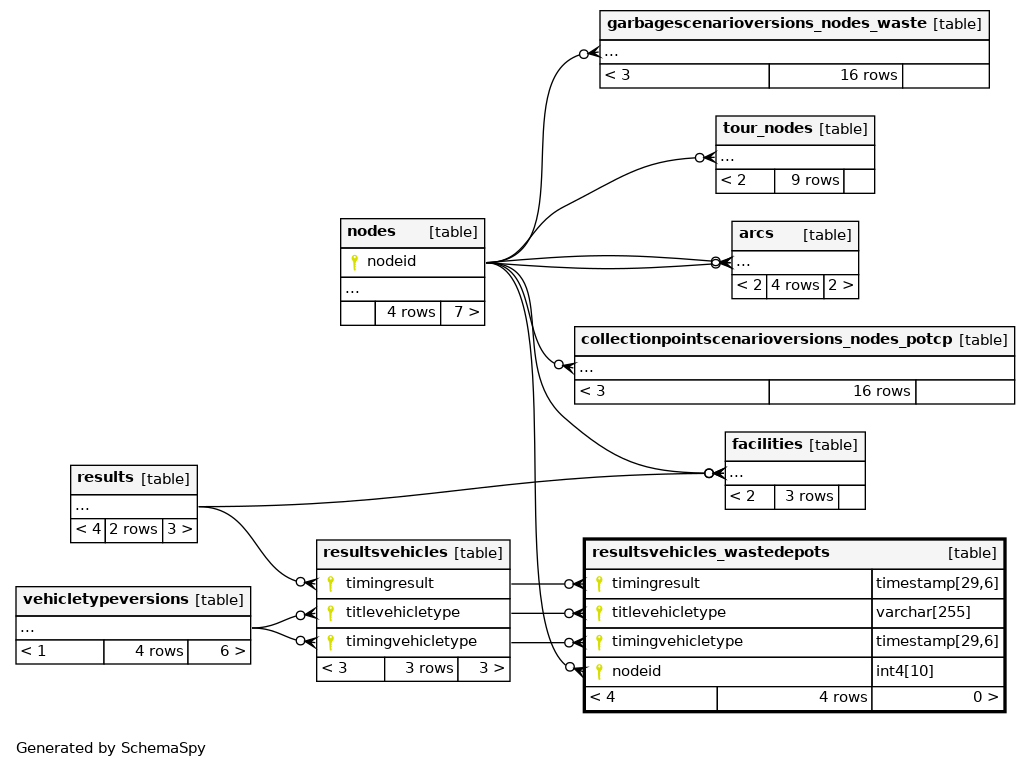 garbagescenarioversions_nodes_waste [table]
...
< 3 16 rows
tour_nodes [table]
...
< 2 9 rows
nodes [table]
nodeid
...
4 rows 7 >
arcs [table]
...
< 2 4 rows 2 >
collectionpointscenarioversions_nodes_potcp [table]
...
< 3 16 rows
facilities [table]
...
< 2 3 rows
results [table]
...
< 4 2 rows 3 >
vehicletypeversions [table]
...
< 1 4 rows 6 >
resultsvehicles [table]
timingresult
titlevehicletype
timingvehicletype
< 3 3 rows 3 >
resultsvehicles_wastedepots [table]
timingresult timestamp[29,6]
titlevehicletype varchar[255]
timingvehicletype timestamp[29,6]
nodeid int4[10]
< 4 4 rows 0 >
Generated by SchemaSpy